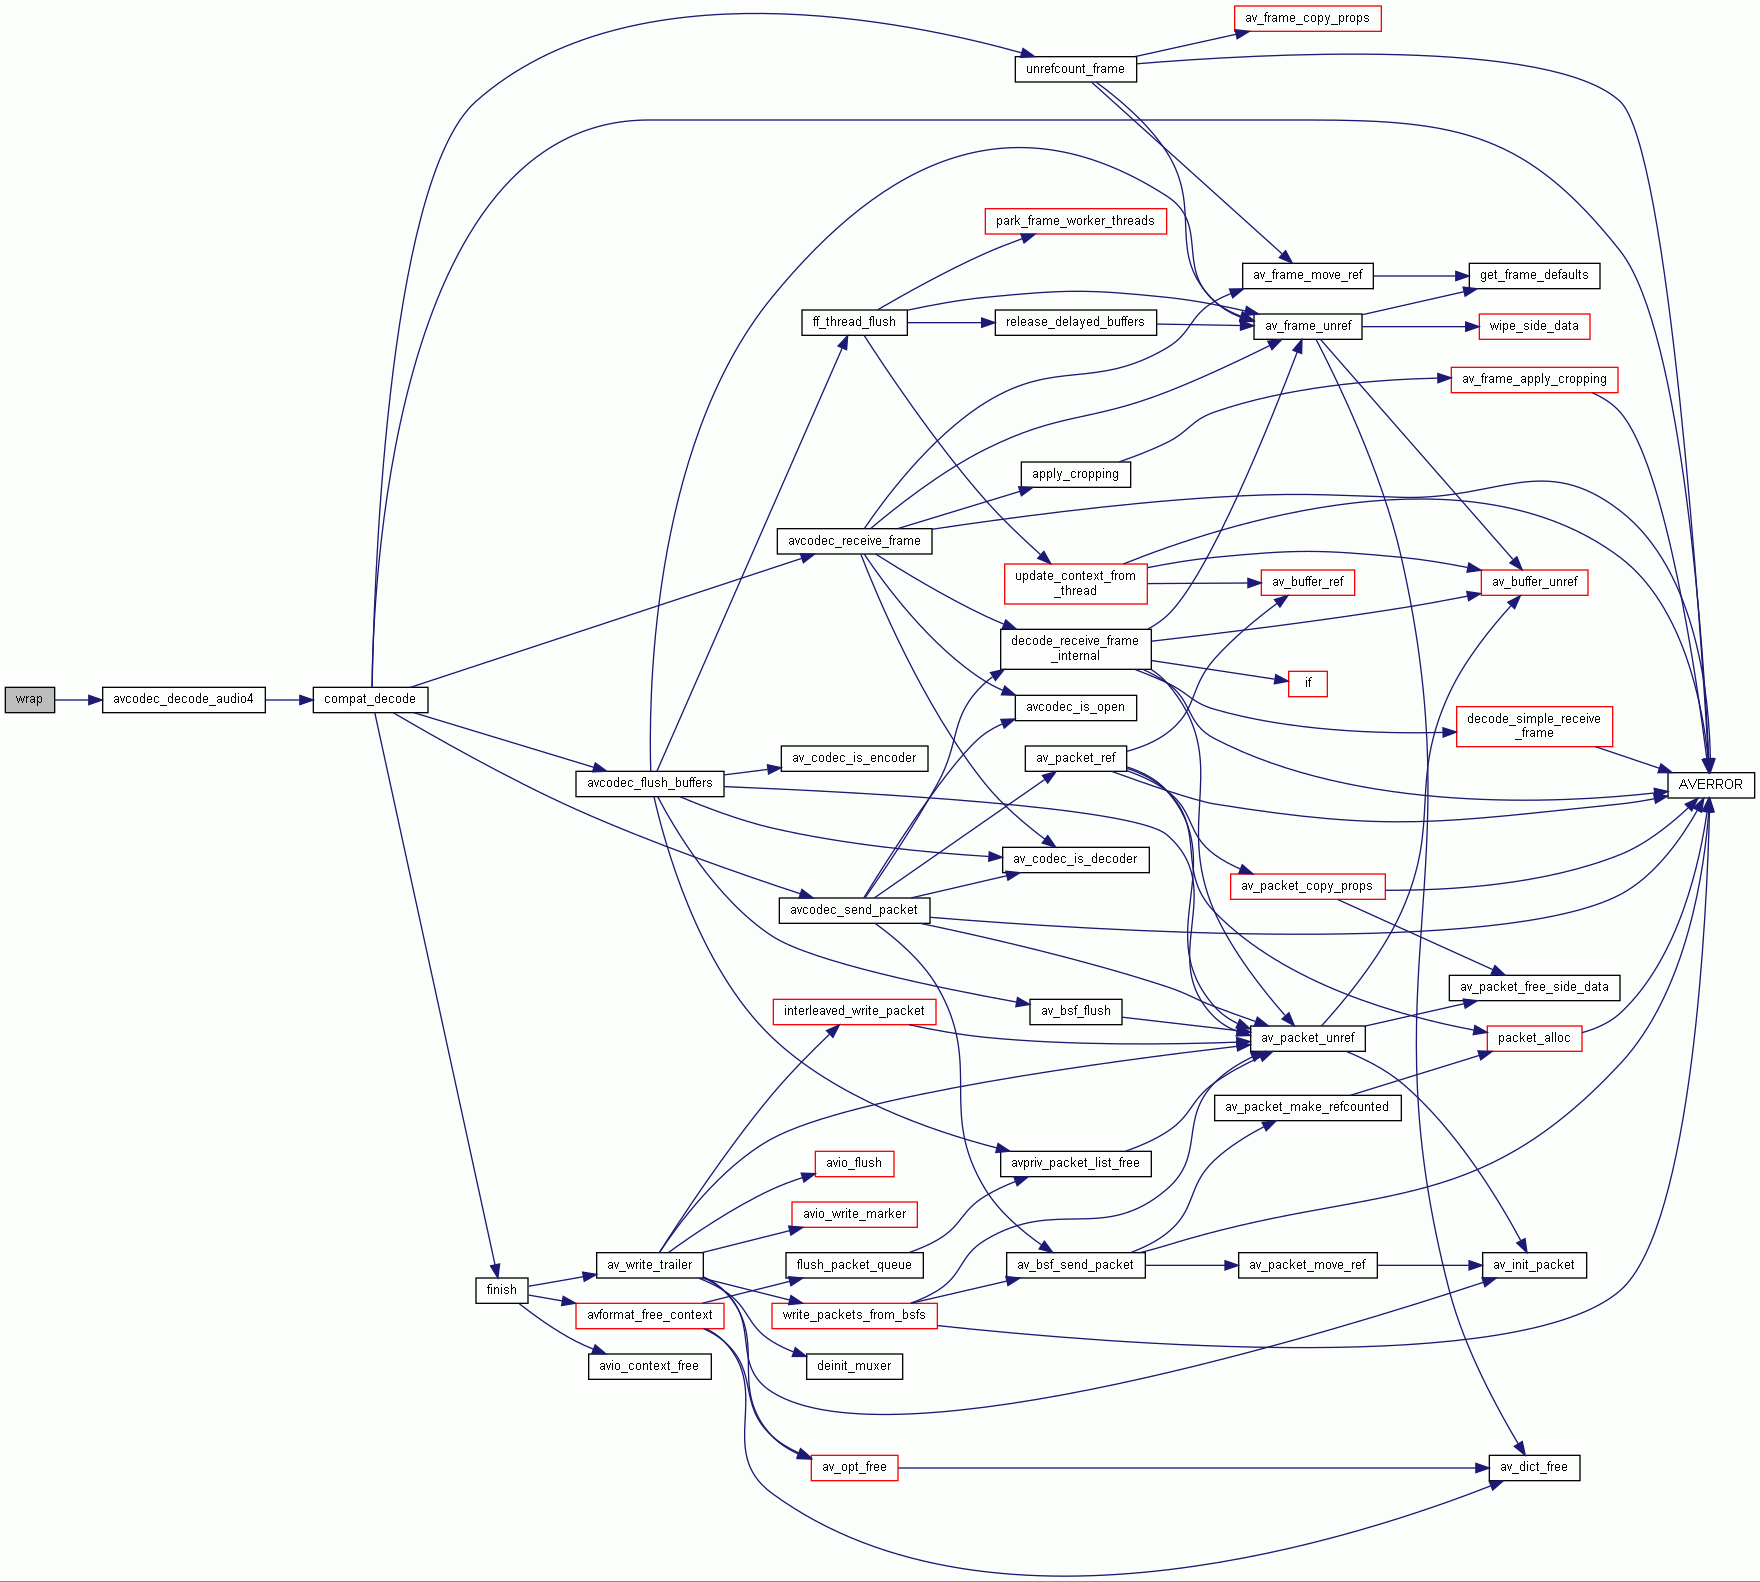 av_frame_copy_props
unrefcount_frame
park_frame_worker_threads
av_frame_move_ref
get_frame_defaults
ff_thread_flush
release_delayed_buffers
av_frame_unref
wipe_side_data
av_frame_apply_cropping
apply_cropping
avcodec_receive_frame
update_context_from
_thread
av_buffer_ref
av_buffer_unref
decode_receive_frame
_internal
if
wrap
avcodec_decode_audio4
compat_decode
avcodec_is_open
decode_simple_receive
_frame
av_codec_is_encoder
av_packet_ref
avcodec_flush_buffers
AVERROR
av_codec_is_decoder
av_packet_copy_props
avcodec_send_packet
av_packet_free_side_data
interleaved_write_packet
av_bsf_flush
av_packet_unref
packet_alloc
av_packet_make_refcounted
avio_flush
avpriv_packet_list_free
avio_write_marker
av_write_trailer
flush_packet_queue
av_bsf_send_packet
av_packet_move_ref
av_init_packet
finish
avformat_free_context
write_packets_from_bsfs
avio_context_free
deinit_muxer
av_opt_free
av_dict_free